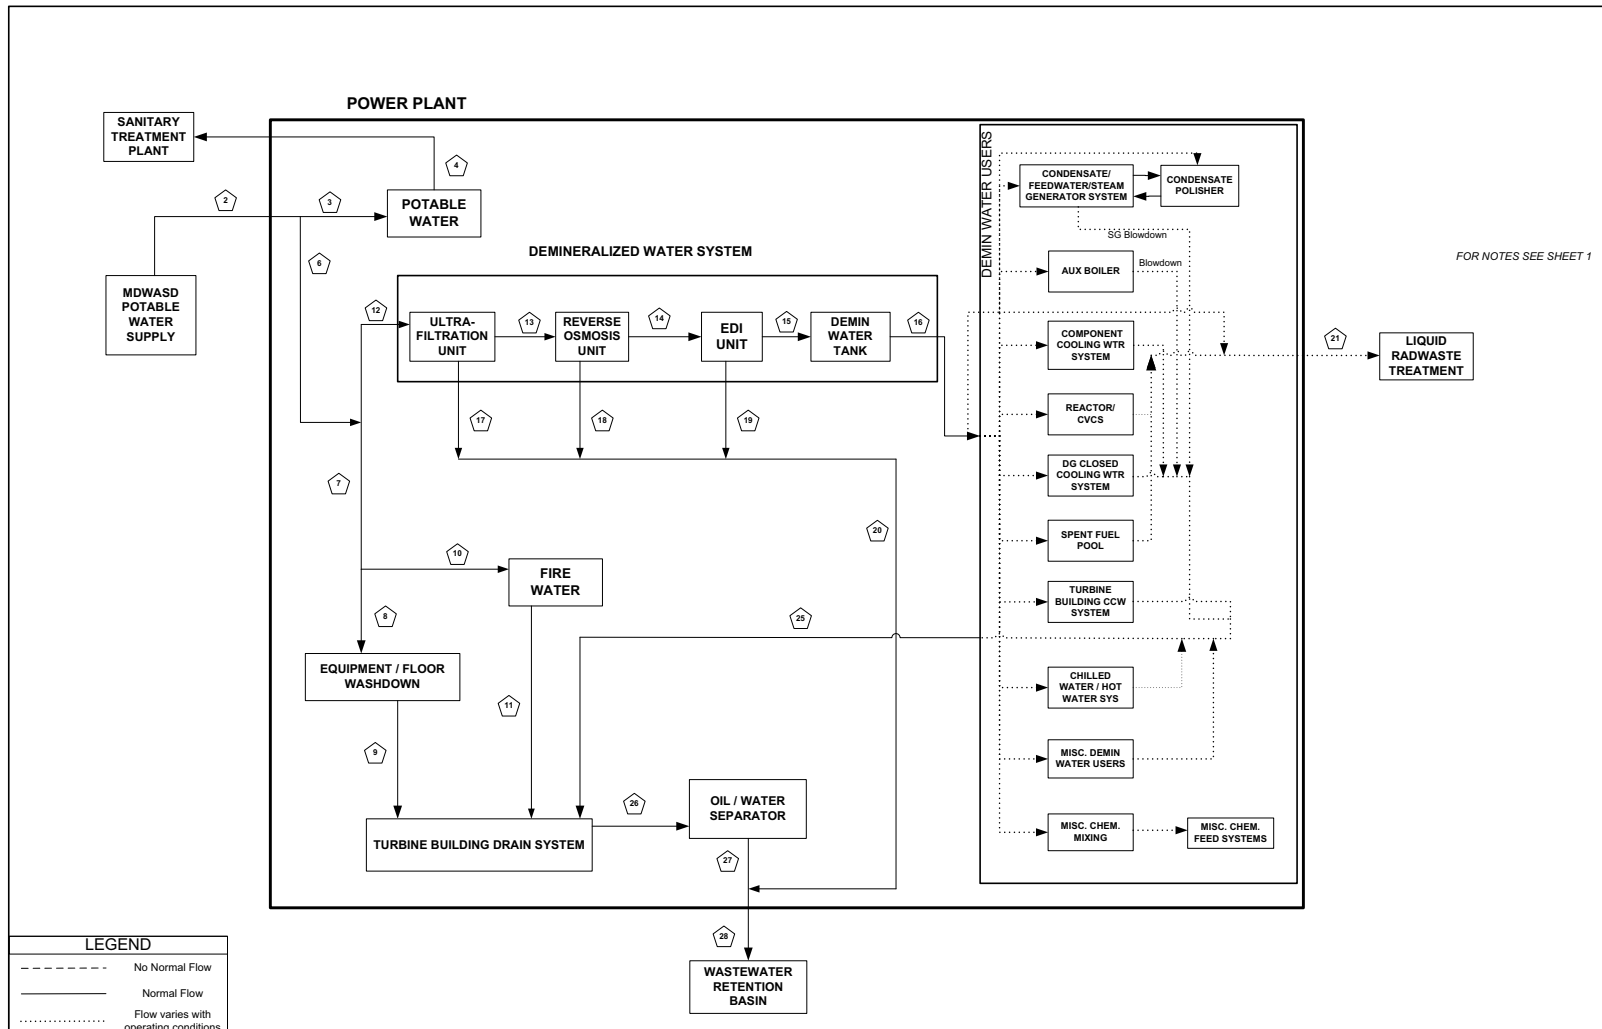 POWER PLANT
SANITARY
TREATMENT
PLANT
4
2
3
POTABLE
WATER
6
MDWASD
POTABLE
WATER
SUPPLY
DEMINERALIZED WATER SYSTEM
12
ULTRA-
FILTRATION
UNIT
13
REVERSE
OSMOSIS
UNIT
14
EDI
UNIT
15
DEMIN
WATER
TANK
16
17
18
19
7
20
10
FIRE
WATER
8
25
EQUIPMENT / FLOOR
WASHDOWN
11
9
TURBINE BUILDING DRAIN SYSTEM
26
OIL / WATER
SEPARATOR
27
28
WASTEWATER
RETENTION
BASIN
DEMIN WATER USERS
CONDENSATE/
FEEDWATER/STEAM
GENERATOR SYSTEM
CONDENSATE
POLISHER
SG Blowdown
AUX BOILER
Blowdown
COMPONENT
COOLING WTR
SYSTEM
REACTOR/
CVCS
DG CLOSED
COOLING WTR
SYSTEM
SPENT FUEL
POOL
TURBINE
BUILDING CCW
SYSTEM
CHILLED
WATER / HOT
WATER SYS
MISC. DEMIN
WATER USERS
MISC. CHEM.
MIXING
MISC. CHEM.
FEED SYSTEMS
21
LIQUID
RADWASTE
TREATMENT
FOR NOTES SEE SHEET 1
LEGEND
No Normal Flow
Normal Flow
Flow varies with
operating conditions